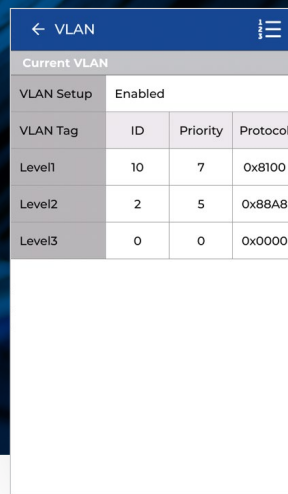 ← VLAN
Current VLAN
VLAN Setup Enabled
VLAN Tag ID Priority Protocol
Level1 10 7 0x8100
Level2 2 5 0x88A8
Level3 0 0 0x0000